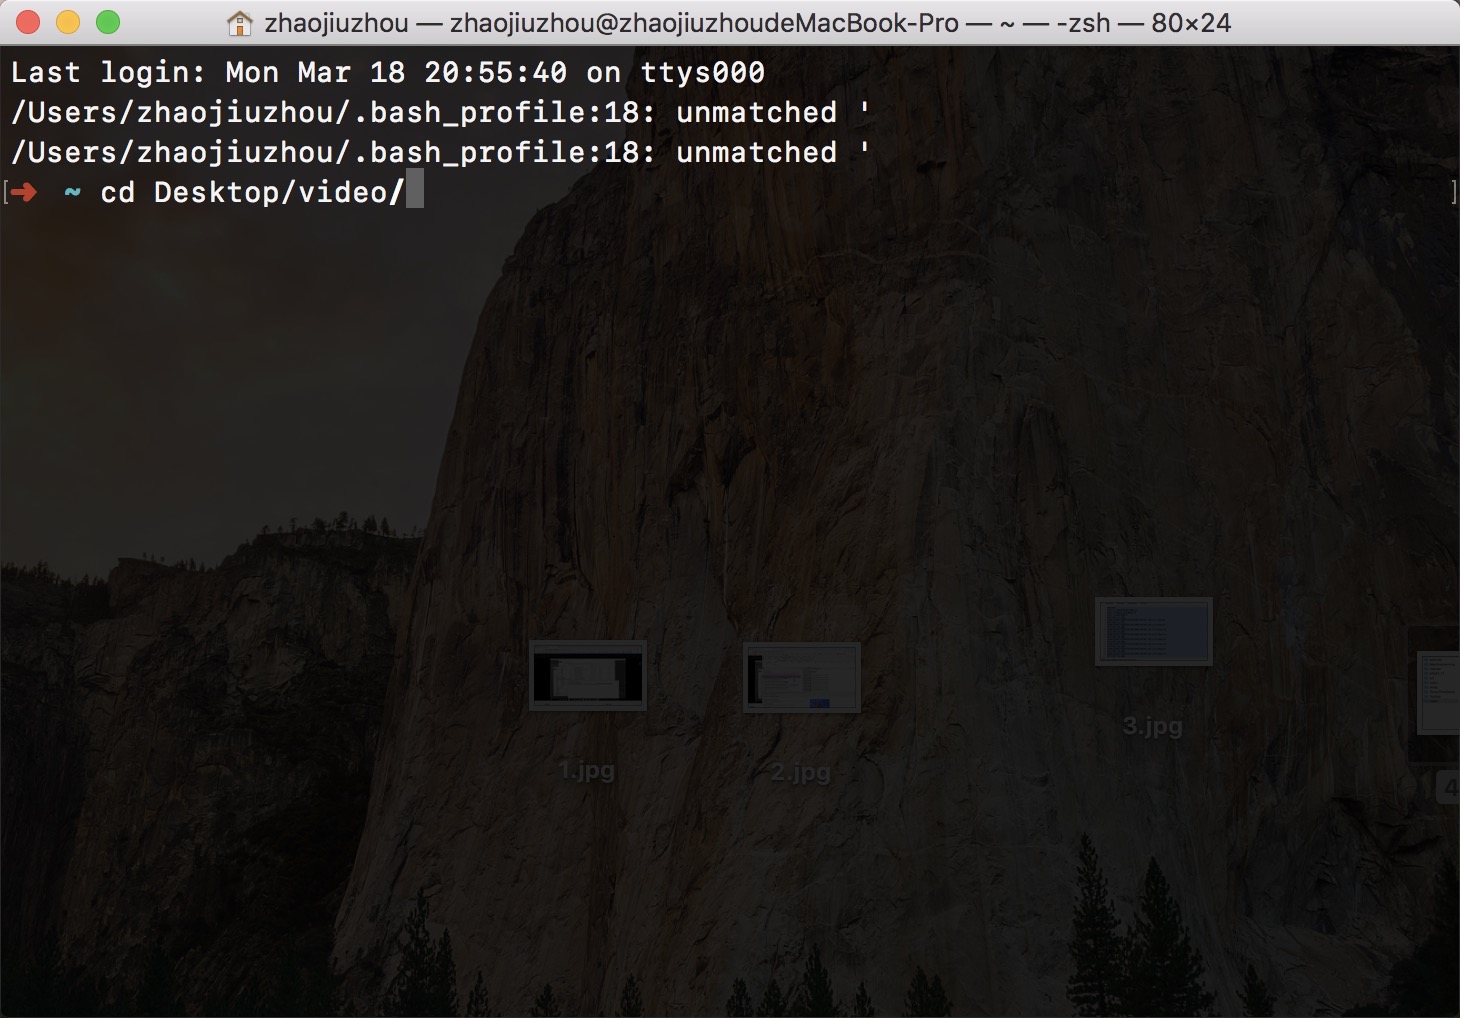 zhaojiuzhou — zhaojiuzhou@zhaojiuzhoudeMacBook-Pro — ~ — -zsh — 80×24
Last login: Mon Mar 18 20:55:40 on ttys000
/Users/zhaojiuzhou/.bash_profile:18: unmatched '
/Users/zhaojiuzhou/.bash_profile:18: unmatched '
[➜  ~ cd Desktop/video/ ]
1.jpg
2.jpg
3.jpg
4